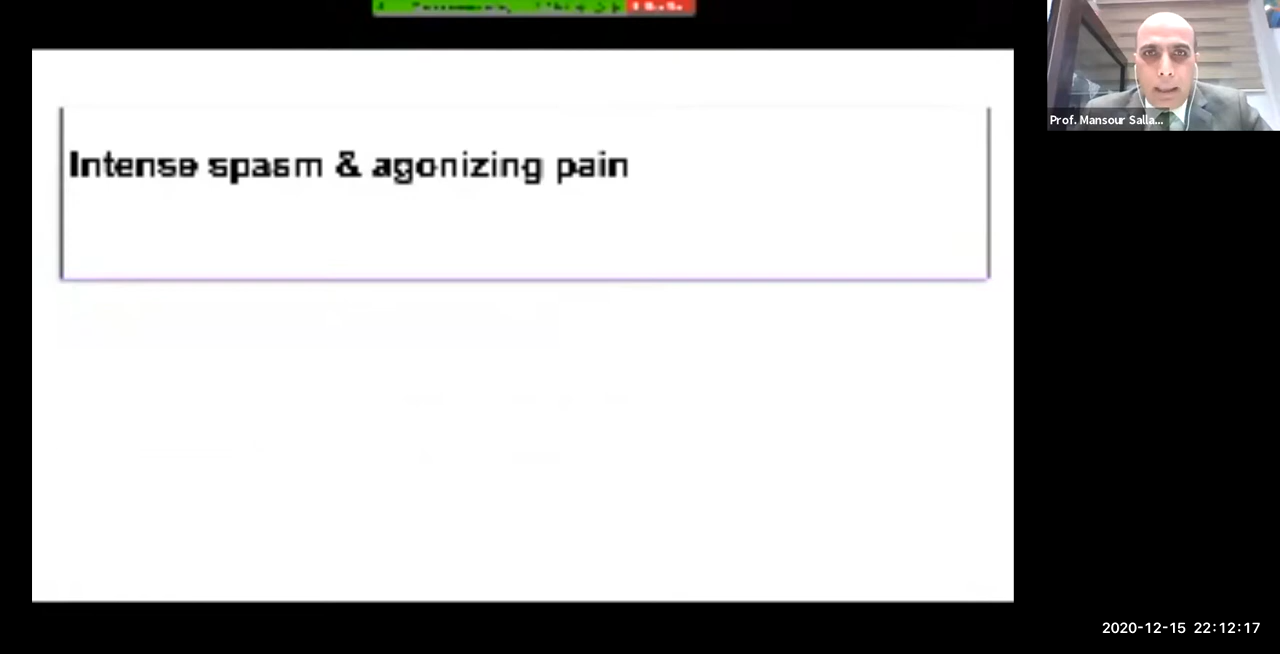 Intense spasm & agonizing pain
Prof. Mansour Salla...
2020-12-15 22:12:17